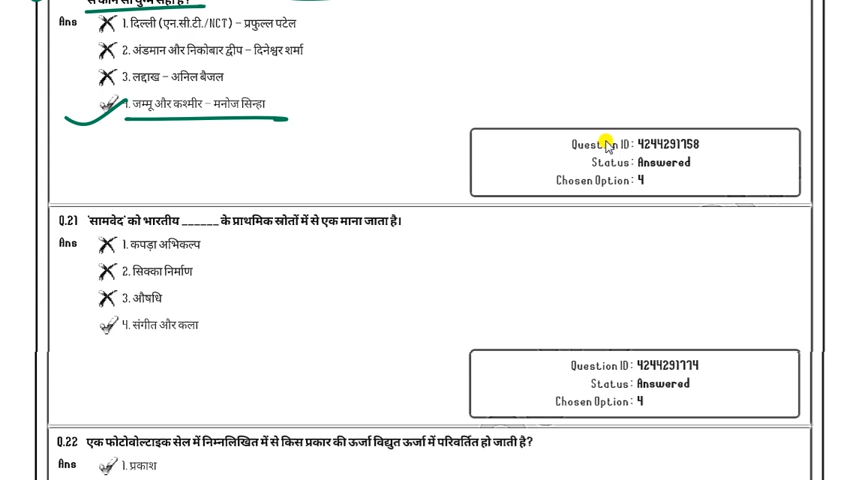 से कौन सा युग्म सही है?
Ans 1. दिल्ली (एन.सी.टी./NCT) – प्रफुल्ल पटेल
2. अंडमान और निकोबार द्वीप – दिनेश्वर शर्मा
3. लद्दाख – अनिल बैजल
4. जम्मू और कश्मीर – मनोज सिन्हा
Question ID : 4244291758
Status : Answered
Chosen Option : 4
Q.21 'सामवेद' को भारतीय ______ के प्राथमिक स्रोतों में से एक माना जाता है।
Ans 1. कपड़ा अभिकल्प
2. सिक्का निर्माण
3. औषधि
4. संगीत और कला
Question ID : 4244291774
Status : Answered
Chosen Option : 4
Q.22 एक फोटोवोल्टाइक सेल में निम्नलिखित में से किस प्रकार की ऊर्जा विद्युत ऊर्जा में परिवर्तित हो जाती है?
Ans 1. प्रकाश